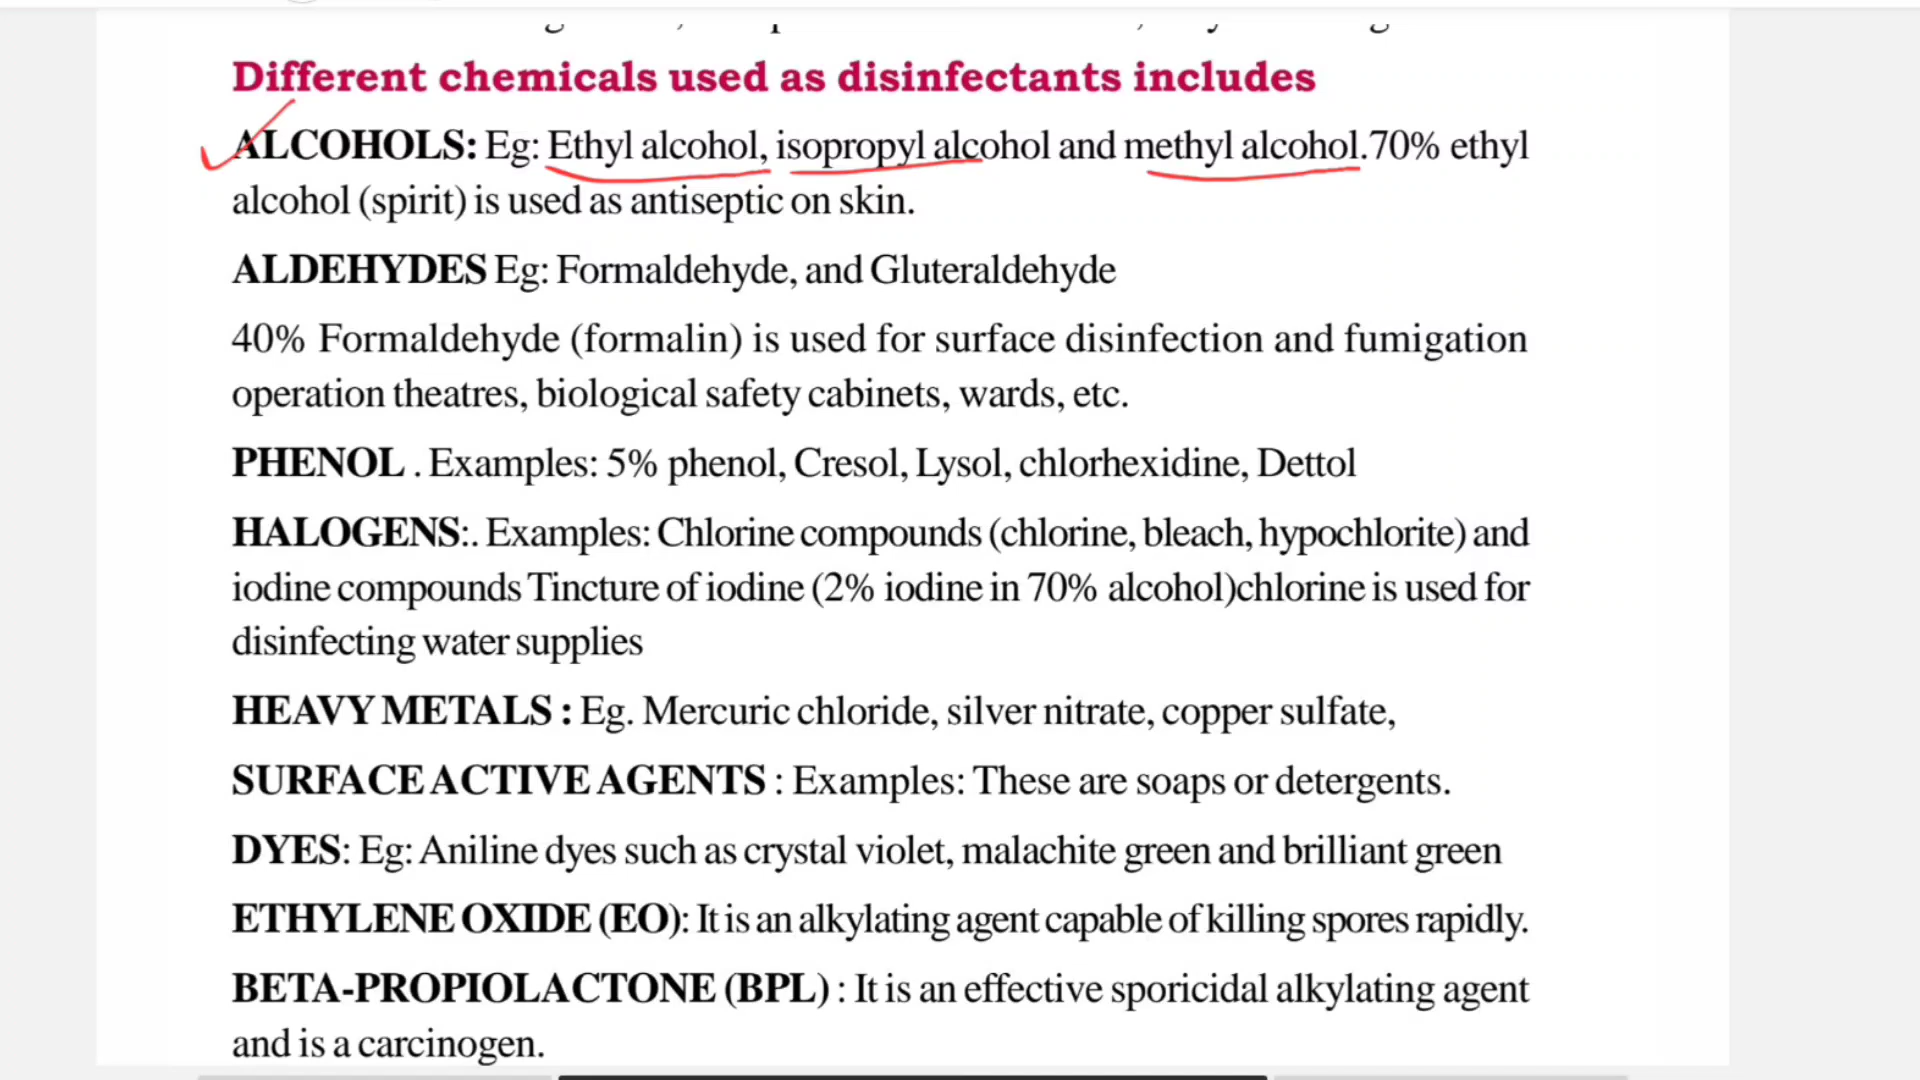 Different chemicals used as disinfectants includes
ALCOHOLS: Eg: Ethyl alcohol, isopropyl alcohol and methyl alcohol.70% ethyl
alcohol (spirit) is used as antiseptic on skin.
ALDEHYDES Eg: Formaldehyde, and Gluteraldehyde
40% Formaldehyde (formalin) is used for surface disinfection and fumigation
operation theatres, biological safety cabinets, wards, etc.
PHENOL . Examples: 5% phenol, Cresol, Lysol, chlorhexidine, Dettol
HALOGENS:. Examples: Chlorine compounds (chlorine, bleach, hypochlorite) and
iodine compounds Tincture of iodine (2% iodine in 70% alcohol)chlorine is used for
disinfecting water supplies
HEAVY METALS : Eg. Mercuric chloride, silver nitrate, copper sulfate,
SURFACE ACTIVE AGENTS : Examples: These are soaps or detergents.
DYES: Eg: Aniline dyes such as crystal violet, malachite green and brilliant green
ETHYLENE OXIDE (EO): It is an alkylating agent capable of killing spores rapidly.
BETA-PROPIOLACTONE (BPL) : It is an effective sporicidal alkylating agent
and is a carcinogen.